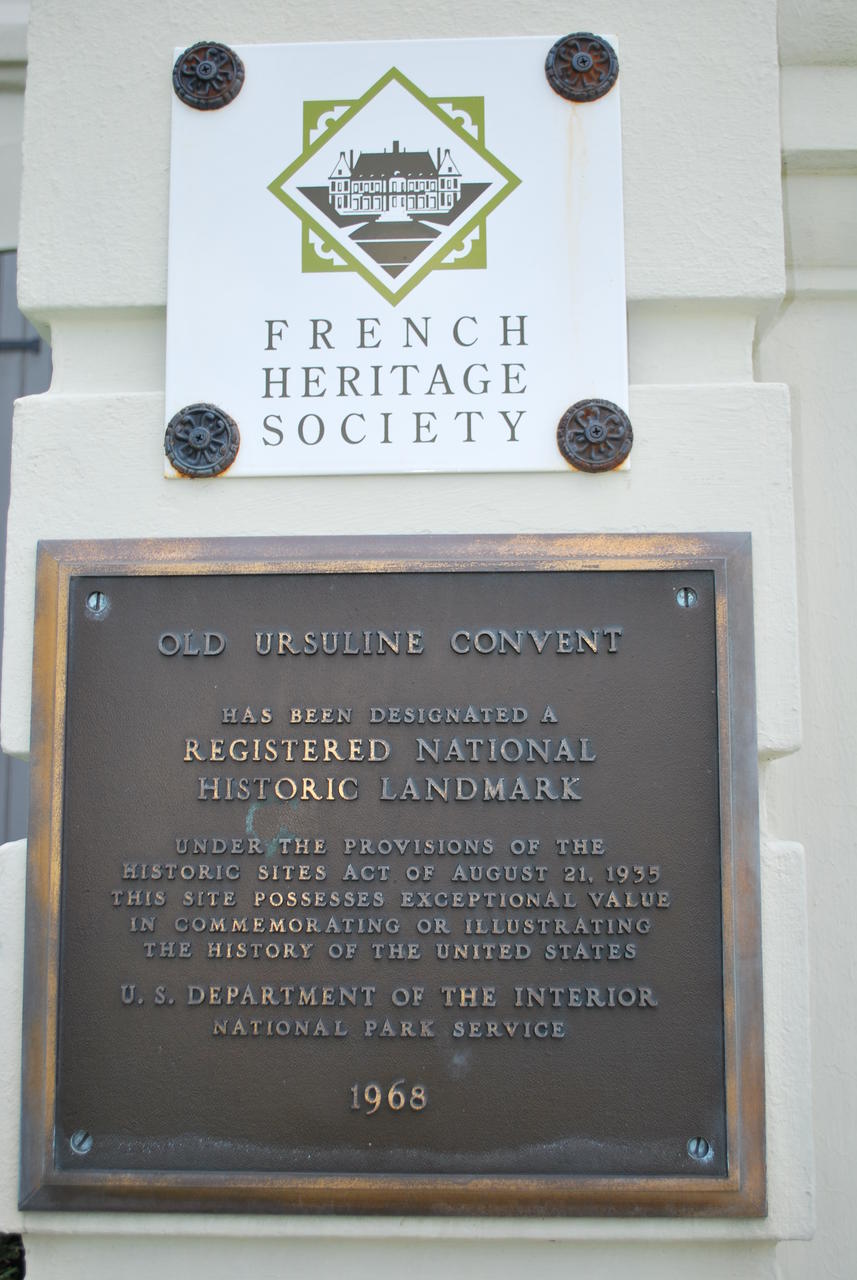 FRENCH
HERITAGE
SOCIETY
OLD URSULINE CONVENT
HAS BEEN DESIGNATED A
REGISTERED NATIONAL
HISTORIC LANDMARK
UNDER THE PROVISIONS OF THE
HISTORIC SITES ACT OF AUGUST 21, 1935
THIS SITE POSSESSES EXCEPTIONAL VALUE
IN COMMEMORATING OR ILLUSTRATING
THE HISTORY OF THE UNITED STATES
U. S. DEPARTMENT OF THE INTERIOR
NATIONAL PARK SERVICE
1968